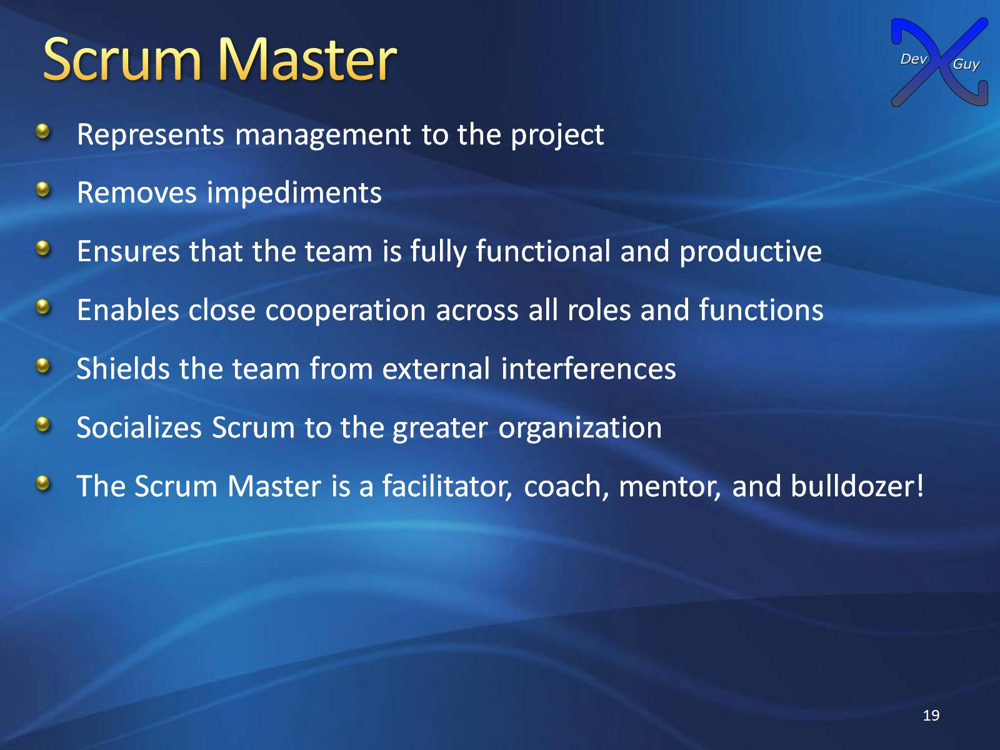 Scrum Master
Dev Guy
Represents management to the project
Removes impediments
Ensures that the team is fully functional and productive
Enables close cooperation across all roles and functions
Shields the team from external interferences
Socializes Scrum to the greater organization
The Scrum Master is a facilitator, coach, mentor, and bulldozer!
19